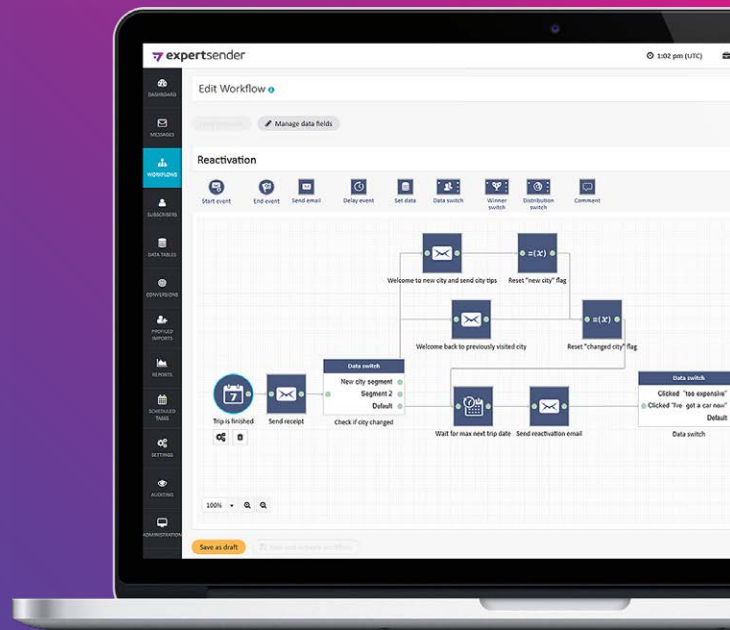 expertsender
1:02 pm (UTC)
DASHBOARD
Edit Workflow
Manage data fields
MESSAGES
WORKFLOWS
Reactivation
Start event
End event
Send email
Delay event
Set data
Data switch
Winner
switch
Distribution
switch
Comment
SUBSCRIBERS
DATA TABLES
CONVERSIONS
PROFILED
IMPORTS
REPORTS
SCHEDULED
TASKS
SETTINGS
AUDITING
ADMINISTRATION
Welcome to new city and send city tips
=(X)
Reset "new city" flag
Welcome back to previously visited city
=(X)
Reset "changed city" flag
Data switch
New city segment
Segment 2
Default
Check if city changed
7
Trip is finished
Send receipt
Wait for max next trip date
Send reactivation email
Data switch
Clicked "too expensive"
Clicked "I've got a car now"
Default
Data switch
100%
Save as draft